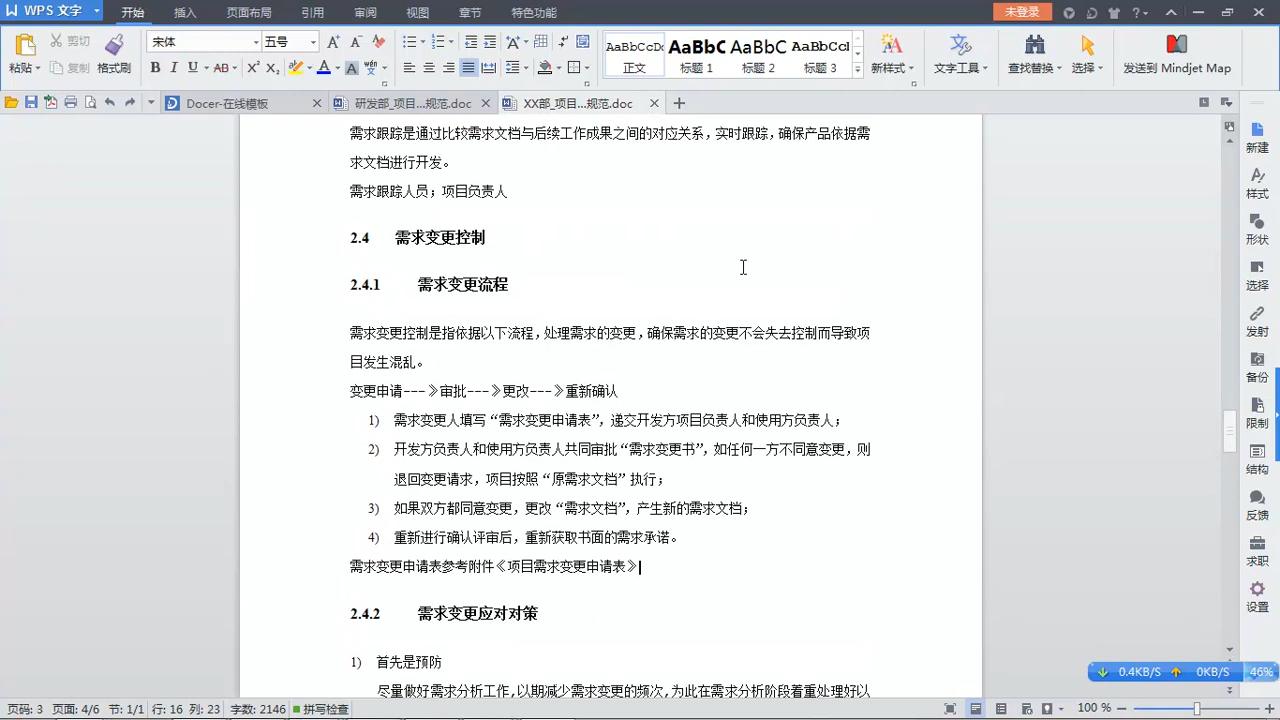 WPS 文字 开始 插入 页面布局 引用 审阅 视图 章节 特色功能 未登录
剪切 宋体 五号 AaBbCcDc AaBbC AaBbC AaBbCcI
粘贴 复制 格式刷 B I U AB X² X₂ A A 正文 标题 1 标题 2 标题 3 新样式 文字工具 查找替换 选择 发送到 Mindjet Map
Docer-在线模板 研发部_项目...规范.doc XX部_项目...规范.doc
需求跟踪是通过比较需求文档与后续工作成果之间的对应关系，实时跟踪，确保产品依据需
求文档进行开发。
需求跟踪人员；项目负责人
2.4 需求变更控制
2.4.1 需求变更流程
需求变更控制是指依据以下流程，处理需求的变更，确保需求的变更不会失去控制而导致项
目发生混乱。
变更申请---》审批---》更改---》重新确认
1) 需求变更人填写“需求变更申请表”，递交开发方项目负责人和使用方负责人；
2) 开发方负责人和使用方负责人共同审批“需求变更书”，如任何一方不同意变更，则
退回变更请求，项目按照“原需求文档”执行；
3) 如果双方都同意变更，更改“需求文档”，产生新的需求文档；
4) 重新进行确认评审后，重新获取书面的需求承诺。
需求变更申请表参考附件《项目需求变更申请表》
2.4.2 需求变更应对对策
1) 首先是预防
尽量做好需求分析工作,以期减少需求变更的频次,为此在需求分析阶段着重处理好以
新建
样式
形状
选择
发射
备份
限制
结构
反馈
求职
设置
0.4KB/S 0KB/S 46%
页码: 3 页面: 4/6 节: 1/1 行: 16 列: 23 字数: 2146 拼写检查 100 %